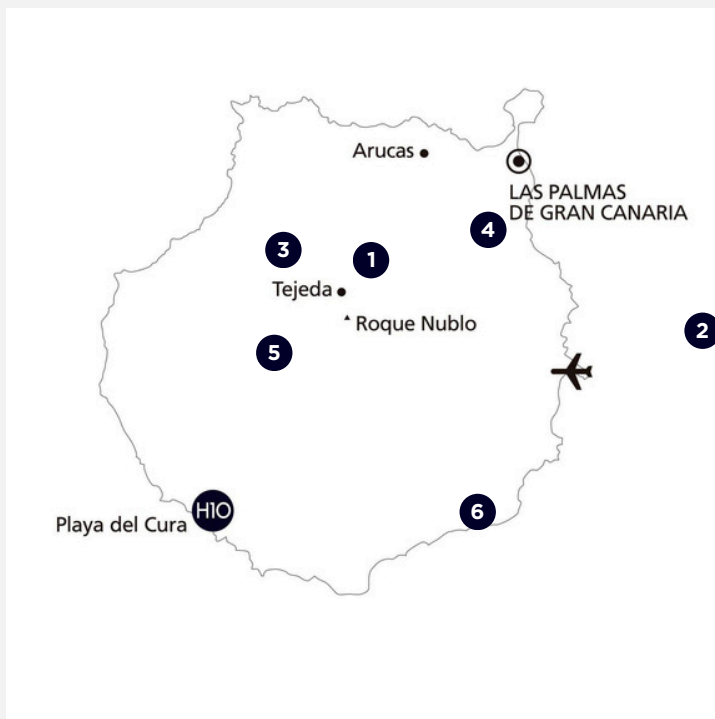 Arucas
LAS PALMAS
DE GRAN CANARIA
4
3
1
Tejeda
Roque Nublo
2
5
H10
Playa del Cura
6